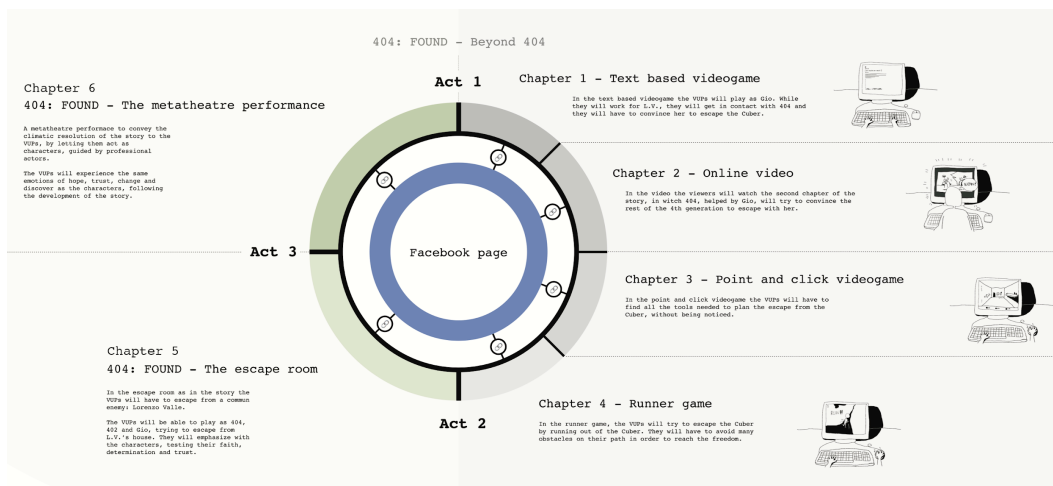 404: FOUND - Beyond 404
Act 1
Chapter 1 - Text based videogame
In the text based videogame the VUPs will play as Gio. While
they will work for L.V., they will get in contact with 404 and
they will have to convince her to escape the Cuber.
Chapter 2 - Online video
In the video the viewers will watch the second chapter of the
story, in witch 404, helped by Gio, will try to convince the
rest of the 4th generation to escape with her.
Chapter 3 - Point and click videogame
In the point and click videogame the VUPs will have to
find all the tools needed to plan the escape from the
Cuber, without being noticed.
Chapter 4 - Runner game
In the runner game, the VUPs will try to escape the Cuber
by running out of the Cuber. They will have to avoid many
obstacles on their path in order to reach the freedom.
Act 2
Chapter 5
404: FOUND - The escape room
In the escape room as in the story the
VUPs will have to escape from a commun
enemy: Lorenzo Valle.
The VUPs will be able to play as 404,
402 and Gio, trying to escape from
L.V.'s house. They will emphasize with
the characters, testing their faith,
determination and trust.
Act 3
Chapter 6
404: FOUND - The metatheatre performance
A metatheatre performace to convey the
climatic resolution of the story to the
VUPs, by letting them act as
characters, guided by professional
actors.
The VUPs will experience the same
emotions of hope, trust, change and
discover as the characters, following
the development of the story.
Facebook page